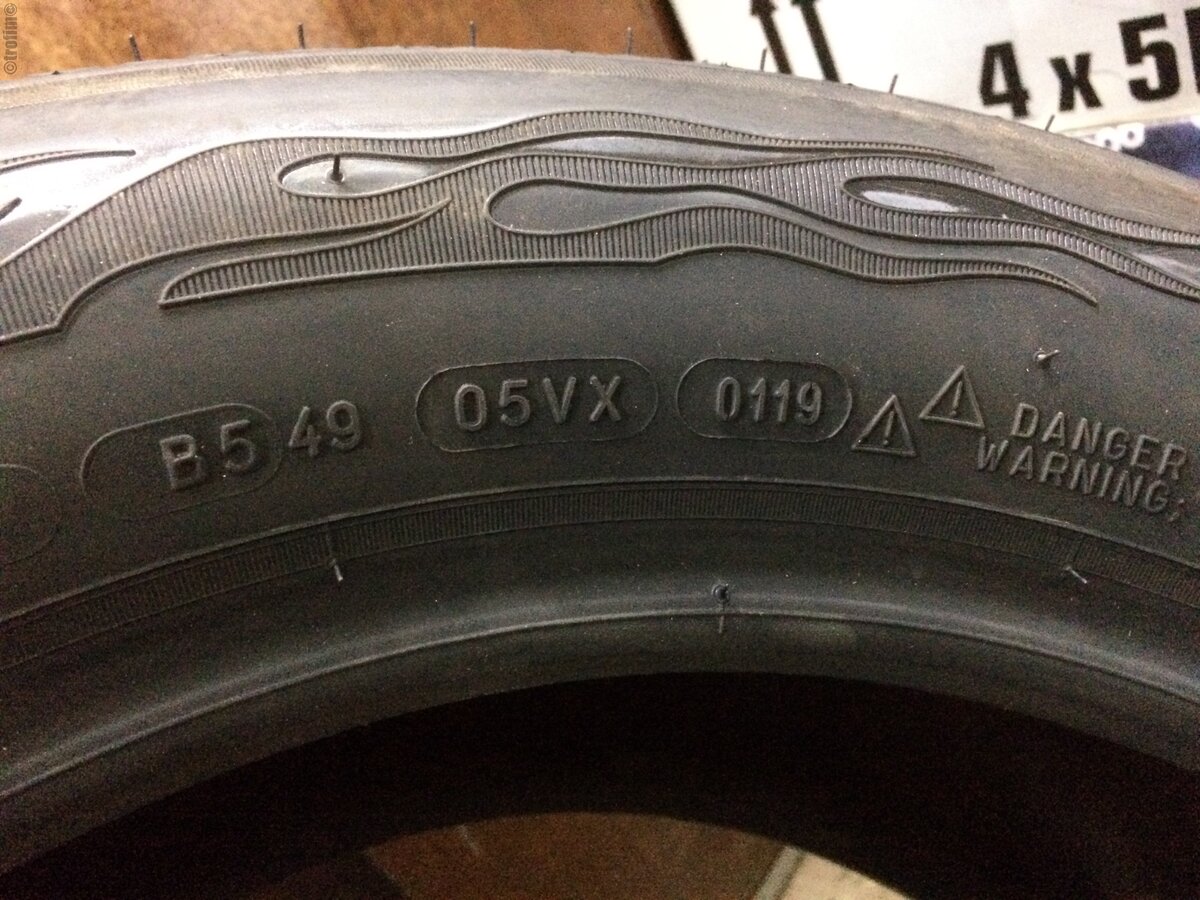 ©trofim©
4 x 5
B5 49
05VX
0119
DANGER
WARNING;